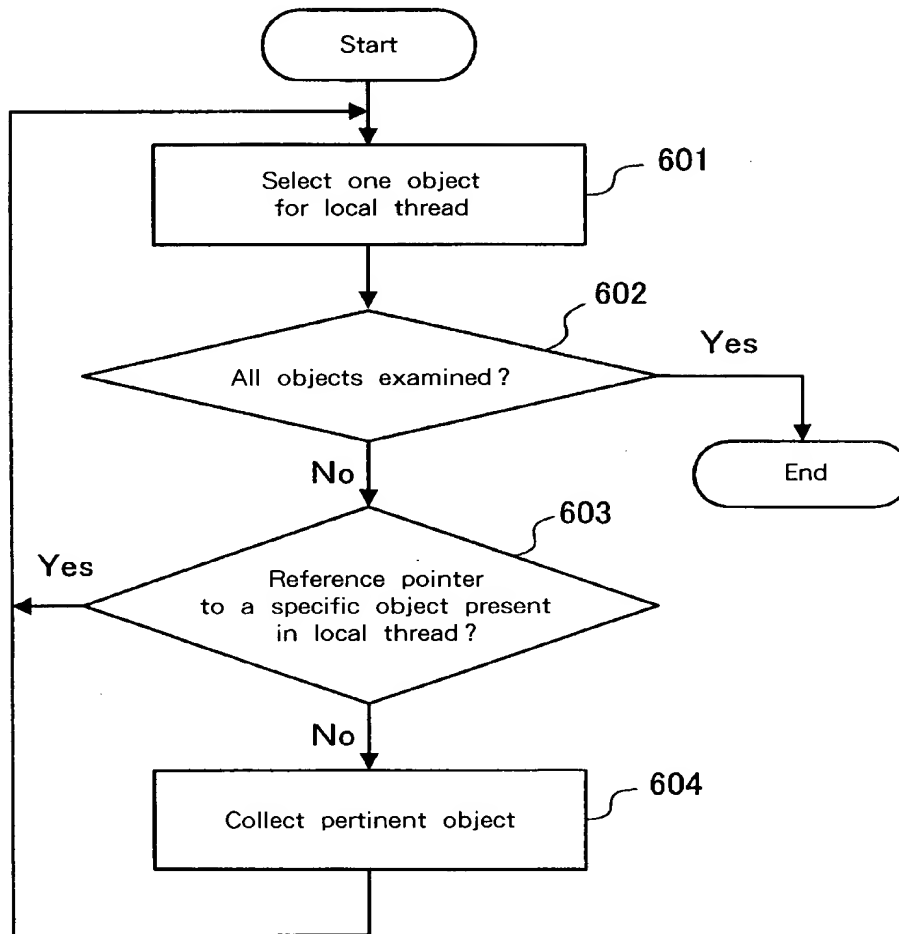 Start
Select one object
for local thread
601
602
All objects examined?
Yes
No
End
603
Yes
Reference pointer
to a specific object present
in local thread?
No
604
Collect pertinent object